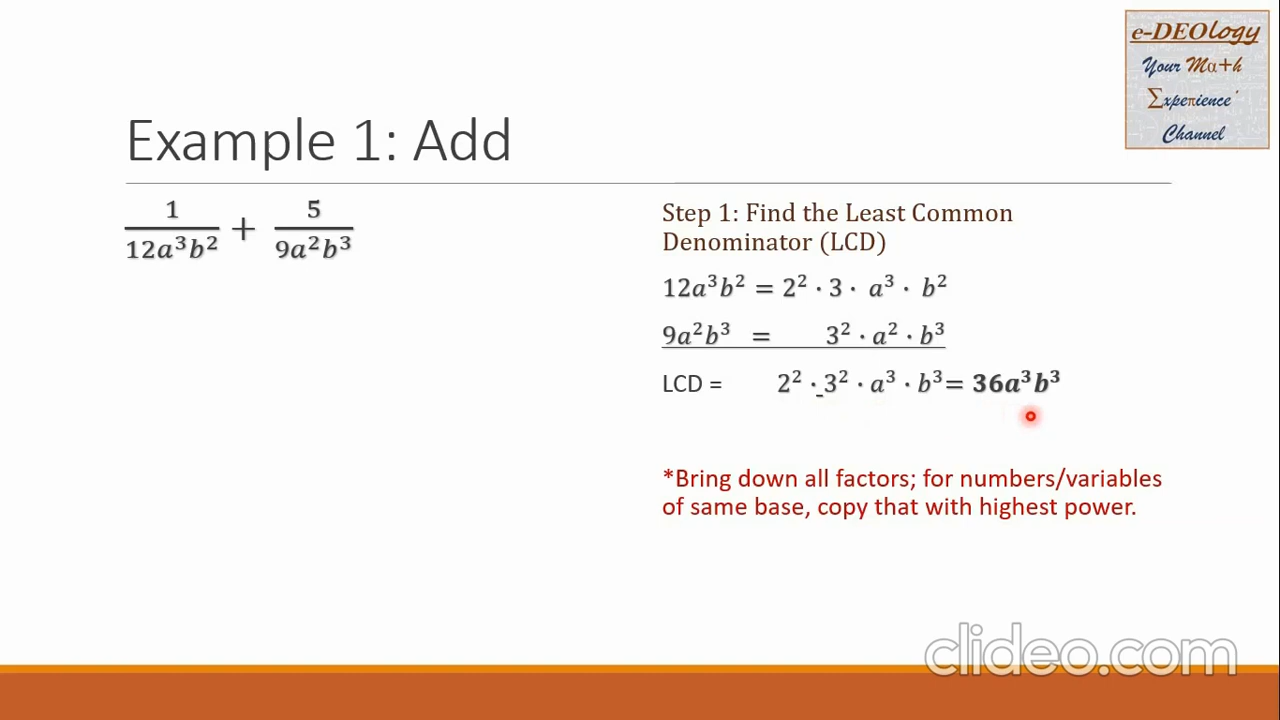 e-DEOlogy
Your Mα+h
Σxpeπience'
Channel
Example 1: Add
1/(12a³b²) + 5/(9a²b³)
Step 1: Find the Least Common
Denominator (LCD)
12a³b² = 2² · 3 · a³ · b²
9a²b³ = 3² · a² · b³
LCD = 2² · 3² · a³ · b³ = 36a³b³
*Bring down all factors; for numbers/variables
of same base, copy that with highest power.
clideo.com